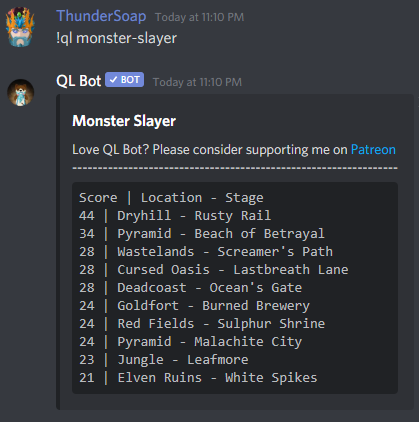 ThunderSoap Today at 11:10 PM
!ql monster-slayer
QL Bot ✓ BOT Today at 11:10 PM
Monster Slayer
Love QL Bot? Please consider supporting me on Patreon
------------------------------------------------------------------
Score | Location - Stage
44 | Dryhill - Rusty Rail
34 | Pyramid - Beach of Betrayal
28 | Wastelands - Screamer's Path
28 | Cursed Oasis - Lastbreath Lane
28 | Deadcoast - Ocean's Gate
24 | Goldfort - Burned Brewery
24 | Red Fields - Sulphur Shrine
24 | Pyramid - Malachite City
23 | Jungle - Leafmore
21 | Elven Ruins - White Spikes